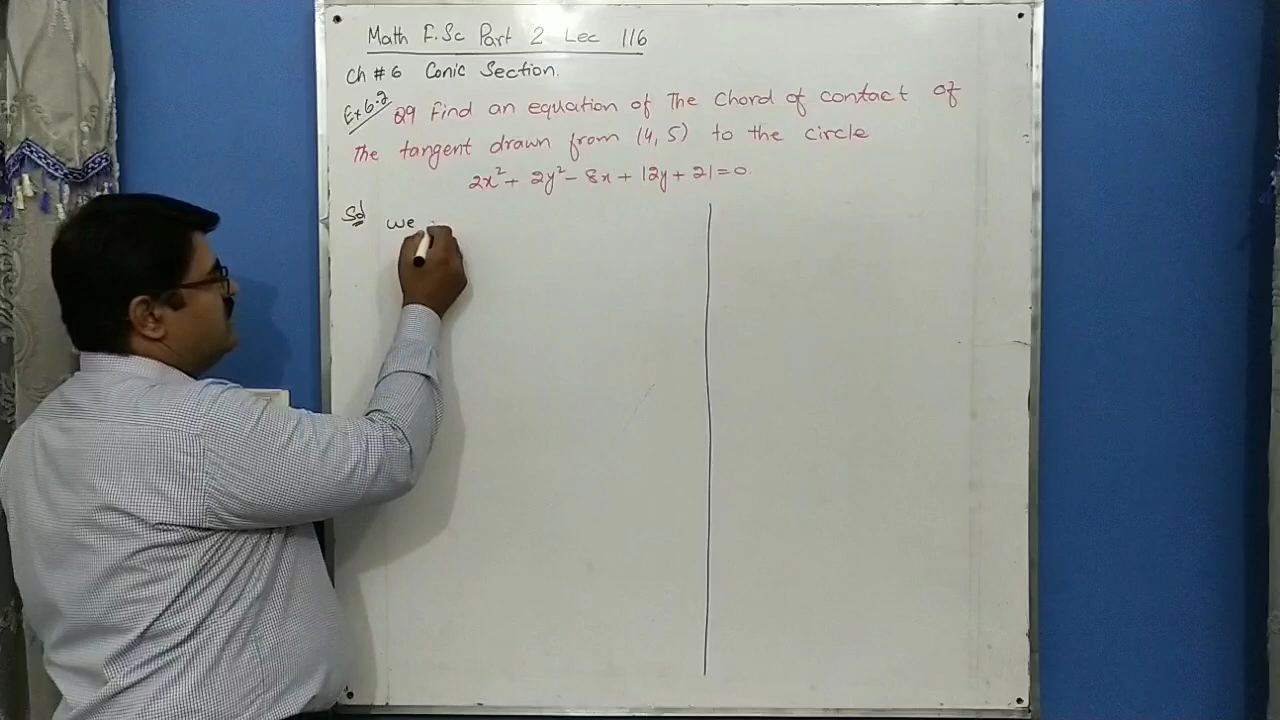 Math F.Sc Part 2 Lec 116
Ch # 6 Conic Section.
Ex 6.2 Q9 Find an equation of The Chord of contact of
The tangent drawn from (4, 5) to the circle
2x² + 2y² - 8x + 12y + 21 = 0.
Sol we